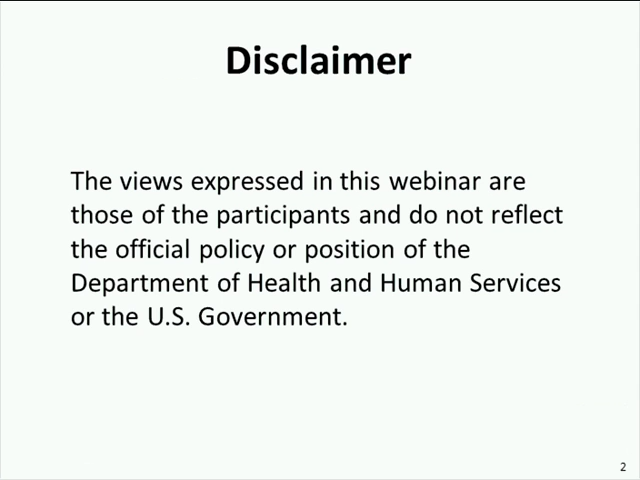 Disclaimer
The views expressed in this webinar are
those of the participants and do not reflect
the official policy or position of the
Department of Health and Human Services
or the U.S. Government.
2